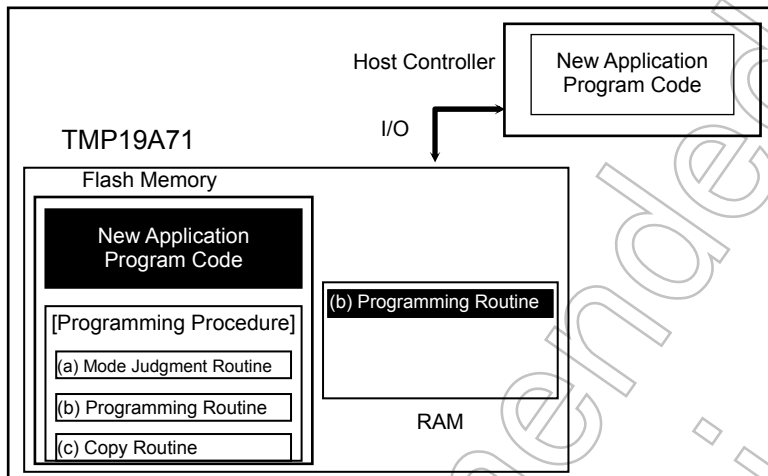 Host Controller
New Application
Program Code
I/O
TMP19A71
Flash Memory
New Application
Program Code
(b) Programming Routine
[Programming Procedure]
(a) Mode Judgment Routine
(b) Programming Routine
(c) Copy Routine
RAM